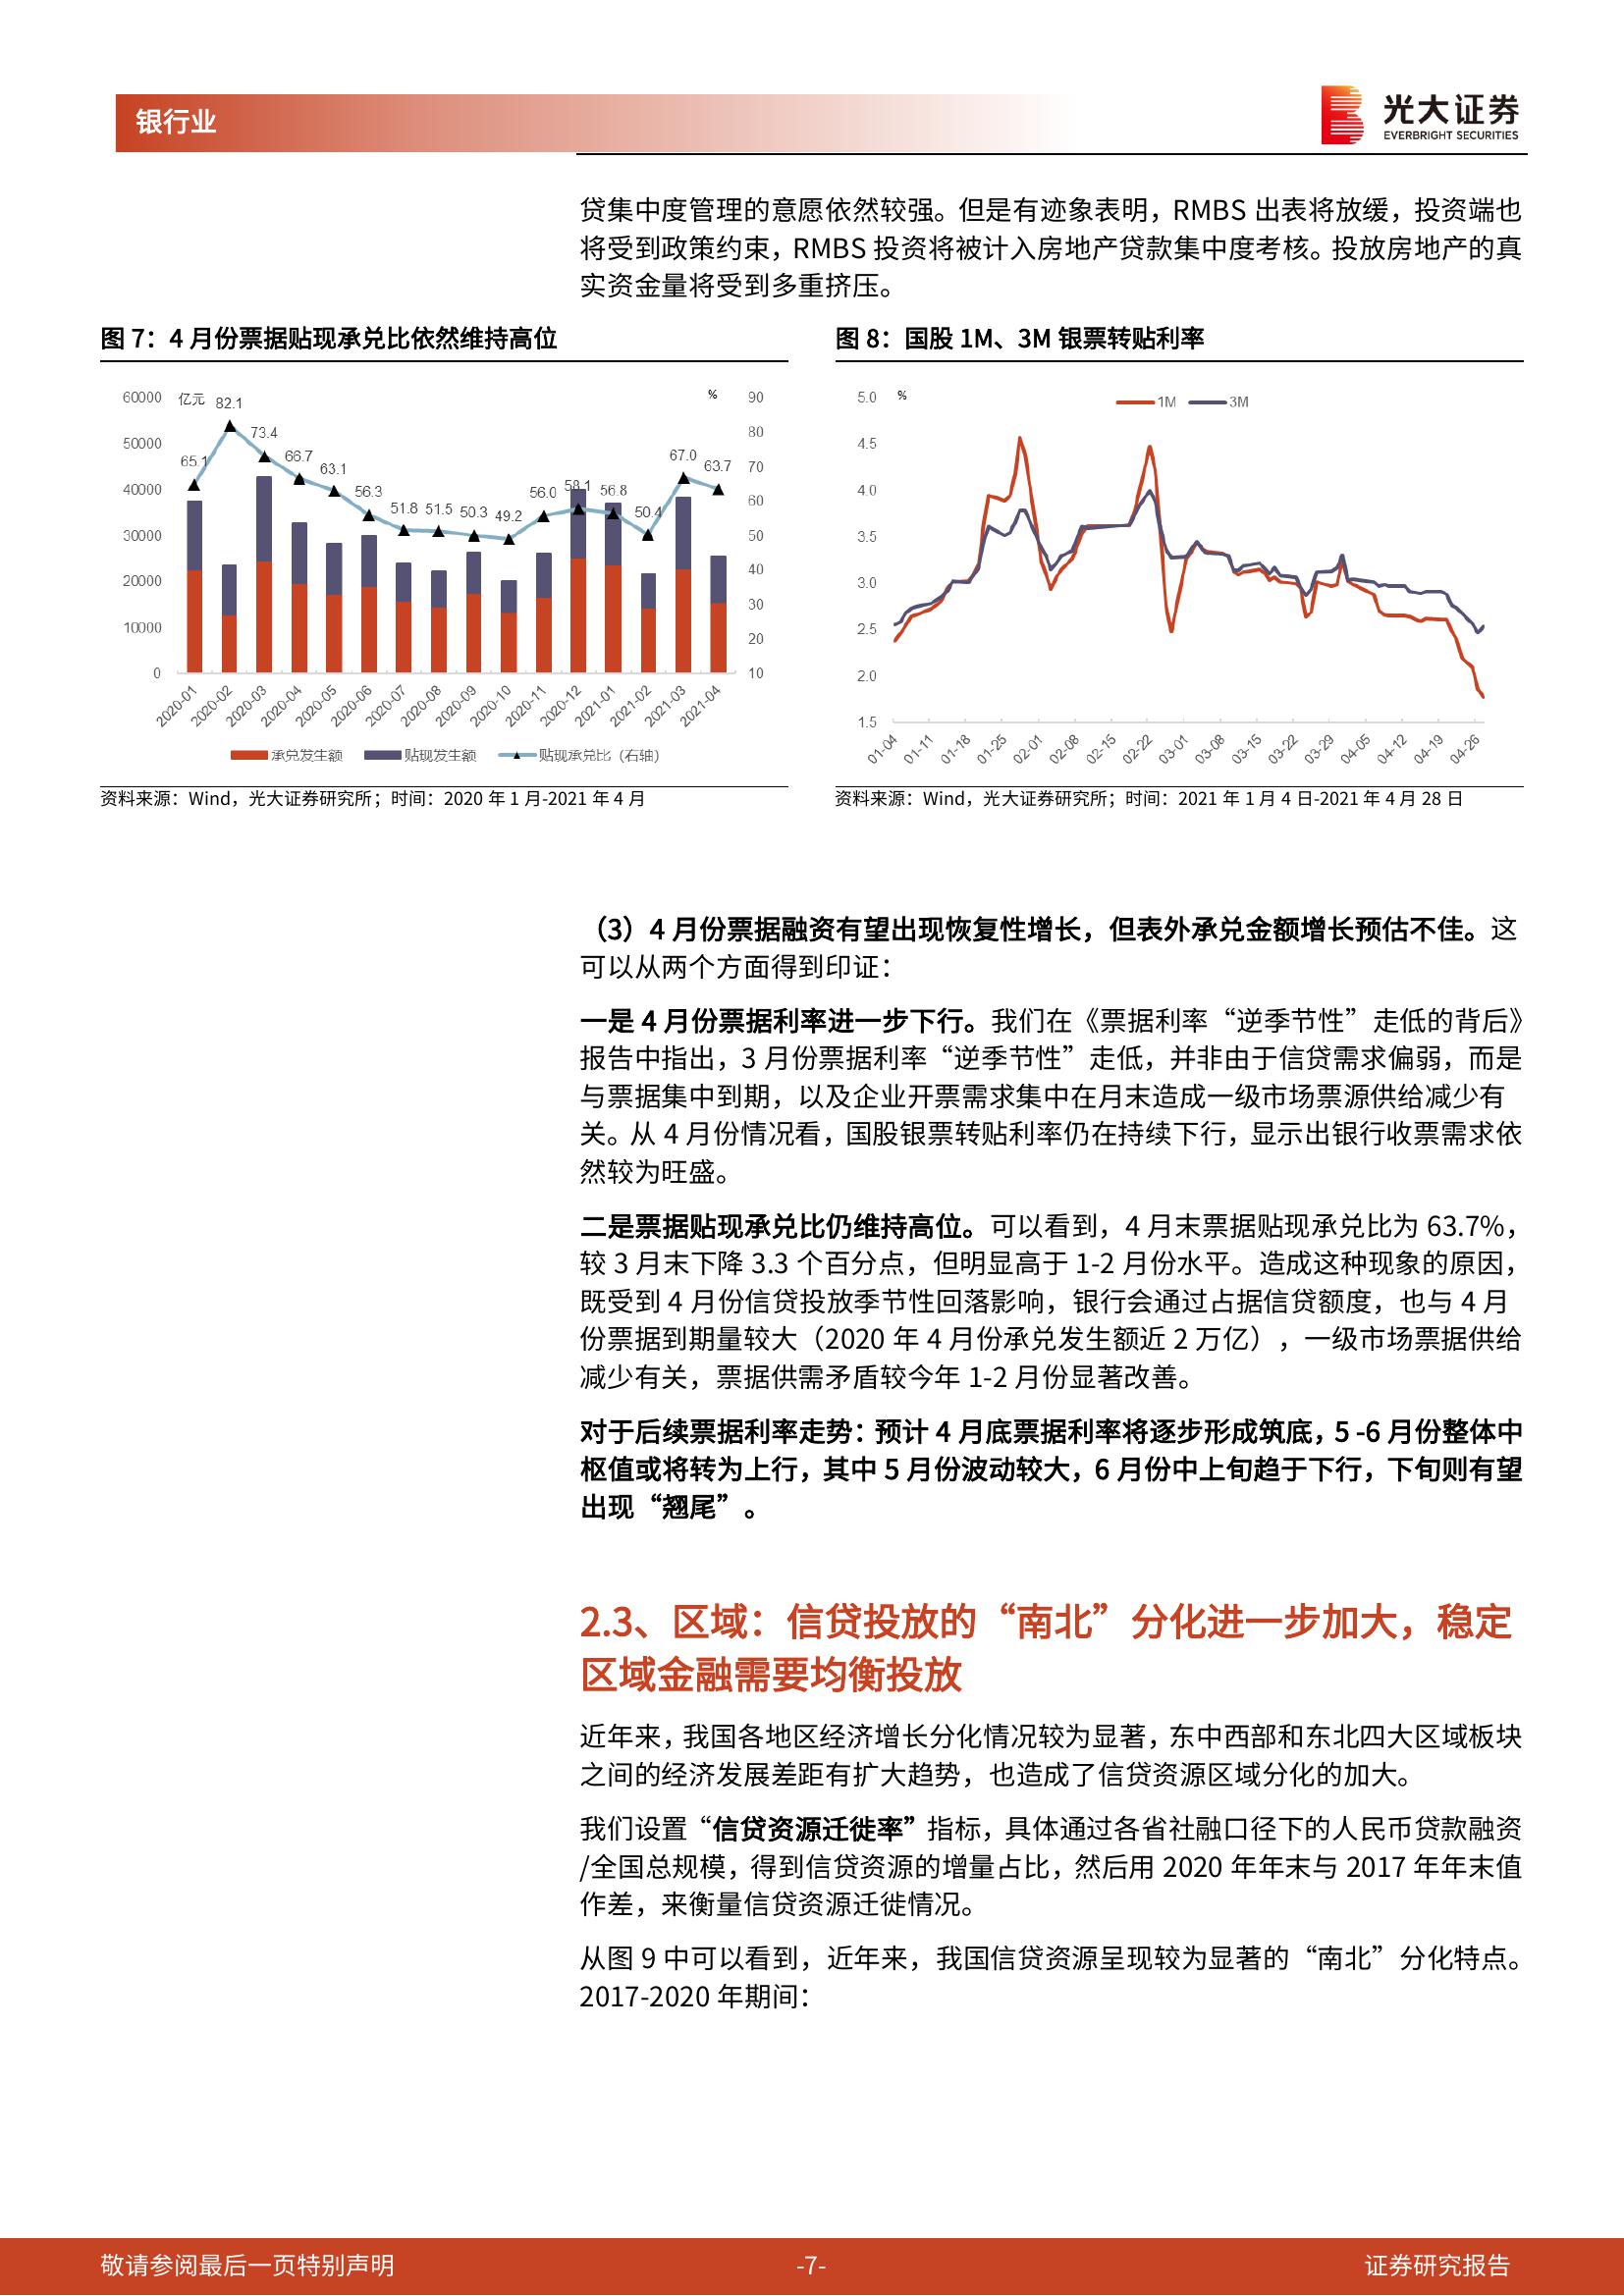 银行业
光大证券
EVERBRIGHT SECURITIES
贷集中度管理的意愿依然较强。但是有迹象表明，RMBS 出表将放缓，投资端也
将受到政策约束，RMBS 投资将被计入房地产贷款集中度考核。投放房地产的真
实资金量将受到多重挤压。
图 7：4 月份票据贴现承兑比依然维持高位
60000
50000
40000
30000
20000
10000
0
亿元
%
90
80
70
60
50
40
30
20
10
65.1
82.1
73.4
66.7
63.1
56.3
51.8
51.5
50.3
49.2
56.0
58.1
56.8
50.4
67.0
63.7
2020-01
2020-02
2020-03
2020-04
2020-05
2020-06
2020-07
2020-08
2020-09
2020-10
2020-11
2020-12
2021-01
2021-02
2021-03
2021-04
承兑发生额
贴现发生额
贴现承兑比（右轴）
资料来源：Wind，光大证券研究所；时间：2020 年 1 月-2021 年 4 月
图 8：国股 1M、3M 银票转贴利率
5.0
4.5
4.0
3.5
3.0
2.5
2.0
1.5
%
1M
3M
01-04
01-11
01-18
01-25
02-01
02-08
02-15
02-22
03-01
03-08
03-15
03-22
03-29
04-05
04-12
04-19
04-26
资料来源：Wind，光大证券研究所；时间：2021 年 1 月 4 日-2021 年 4 月 28 日
（3）4 月份票据融资有望出现恢复性增长，但表外承兑金额增长预估不佳。这
可以从两个方面得到印证：
一是 4 月份票据利率进一步下行。我们在《票据利率“逆季节性”走低的背后》
报告中指出，3 月份票据利率“逆季节性”走低，并非由于信贷需求偏弱，而是
与票据集中到期，以及企业开票需求集中在月末造成一级市场票源供给减少有
关。从 4 月份情况看，国股银票转贴利率仍在持续下行，显示出银行收票需求依
然较为旺盛。
二是票据贴现承兑比仍维持高位。可以看到，4 月末票据贴现承兑比为 63.7%，
较 3 月末下降 3.3 个百分点，但明显高于 1-2 月份水平。造成这种现象的原因，
既受到 4 月份信贷投放季节性回落影响，银行会通过占据信贷额度，也与 4 月
份票据到期量较大（2020 年 4 月份承兑发生额近 2 万亿），一级市场票据供给
减少有关，票据供需矛盾较今年 1-2 月份显著改善。
对于后续票据利率走势：预计 4 月底票据利率将逐步形成筑底，5 -6 月份整体中
枢值或将转为上行，其中 5 月份波动较大，6 月份中上旬趋于下行，下旬则有望
出现“翘尾”。
2.3、区域：信贷投放的“南北”分化进一步加大，稳定
区域金融需要均衡投放
近年来，我国各地区经济增长分化情况较为显著，东中西部和东北四大区域板块
之间的经济发展差距有扩大趋势，也造成了信贷资源区域分化的加大。
我们设置“信贷资源迁徙率”指标，具体通过各省社融口径下的人民币贷款融资
/全国总规模，得到信贷资源的增量占比，然后用 2020 年年末与 2017 年年末值
作差，来衡量信贷资源迁徙情况。
从图 9 中可以看到，近年来，我国信贷资源呈现较为显著的“南北”分化特点。
2017-2020 年期间：
敬请参阅最后一页特别声明
-7-
证券研究报告